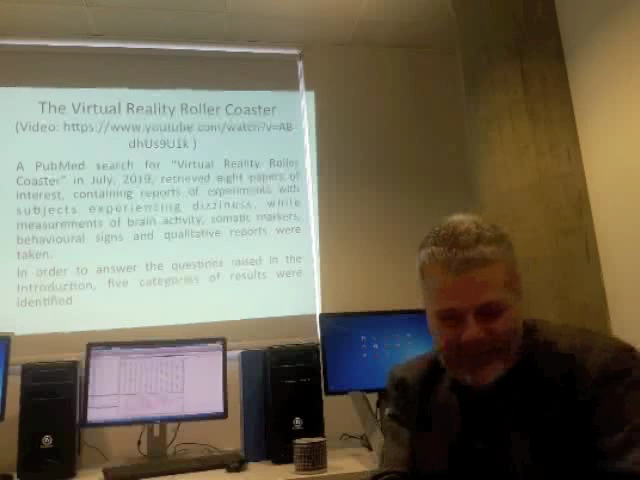 The Virtual Reality Roller Coaster
(Video: https://www.youtube.com/watch?v=AB-
dhUs9U1k )
A PubMed search for "Virtual Reality Roller
Coaster" in July, 2019, retrieved eight papers of
interest, containing reports of experiments with
subjects experiencing dizziness, while
measurements of brain activity, somatic markers,
behavioural signs and qualitative reports were
taken.
In order to answer the questions raised in the
Introduction, five categories of results were
identified